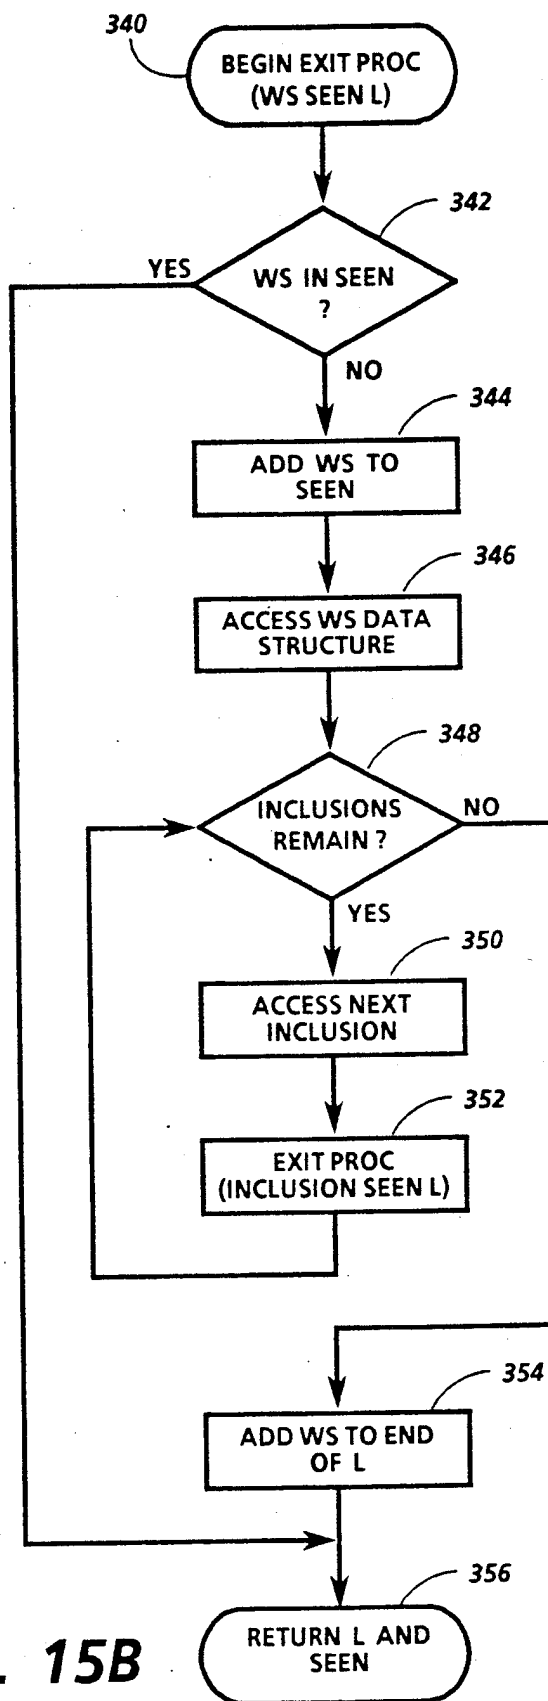 340
BEGIN EXIT PROC
(WS SEEN L)
342
YES
WS IN SEEN
?
NO
344
ADD WS TO
SEEN
346
ACCESS WS DATA
STRUCTURE
348
INCLUSIONS
REMAIN ?
NO
YES
350
ACCESS NEXT
INCLUSION
352
EXIT PROC
(INCLUSION SEEN L)
354
ADD WS TO END
OF L
356
RETURN L AND
SEEN
15B